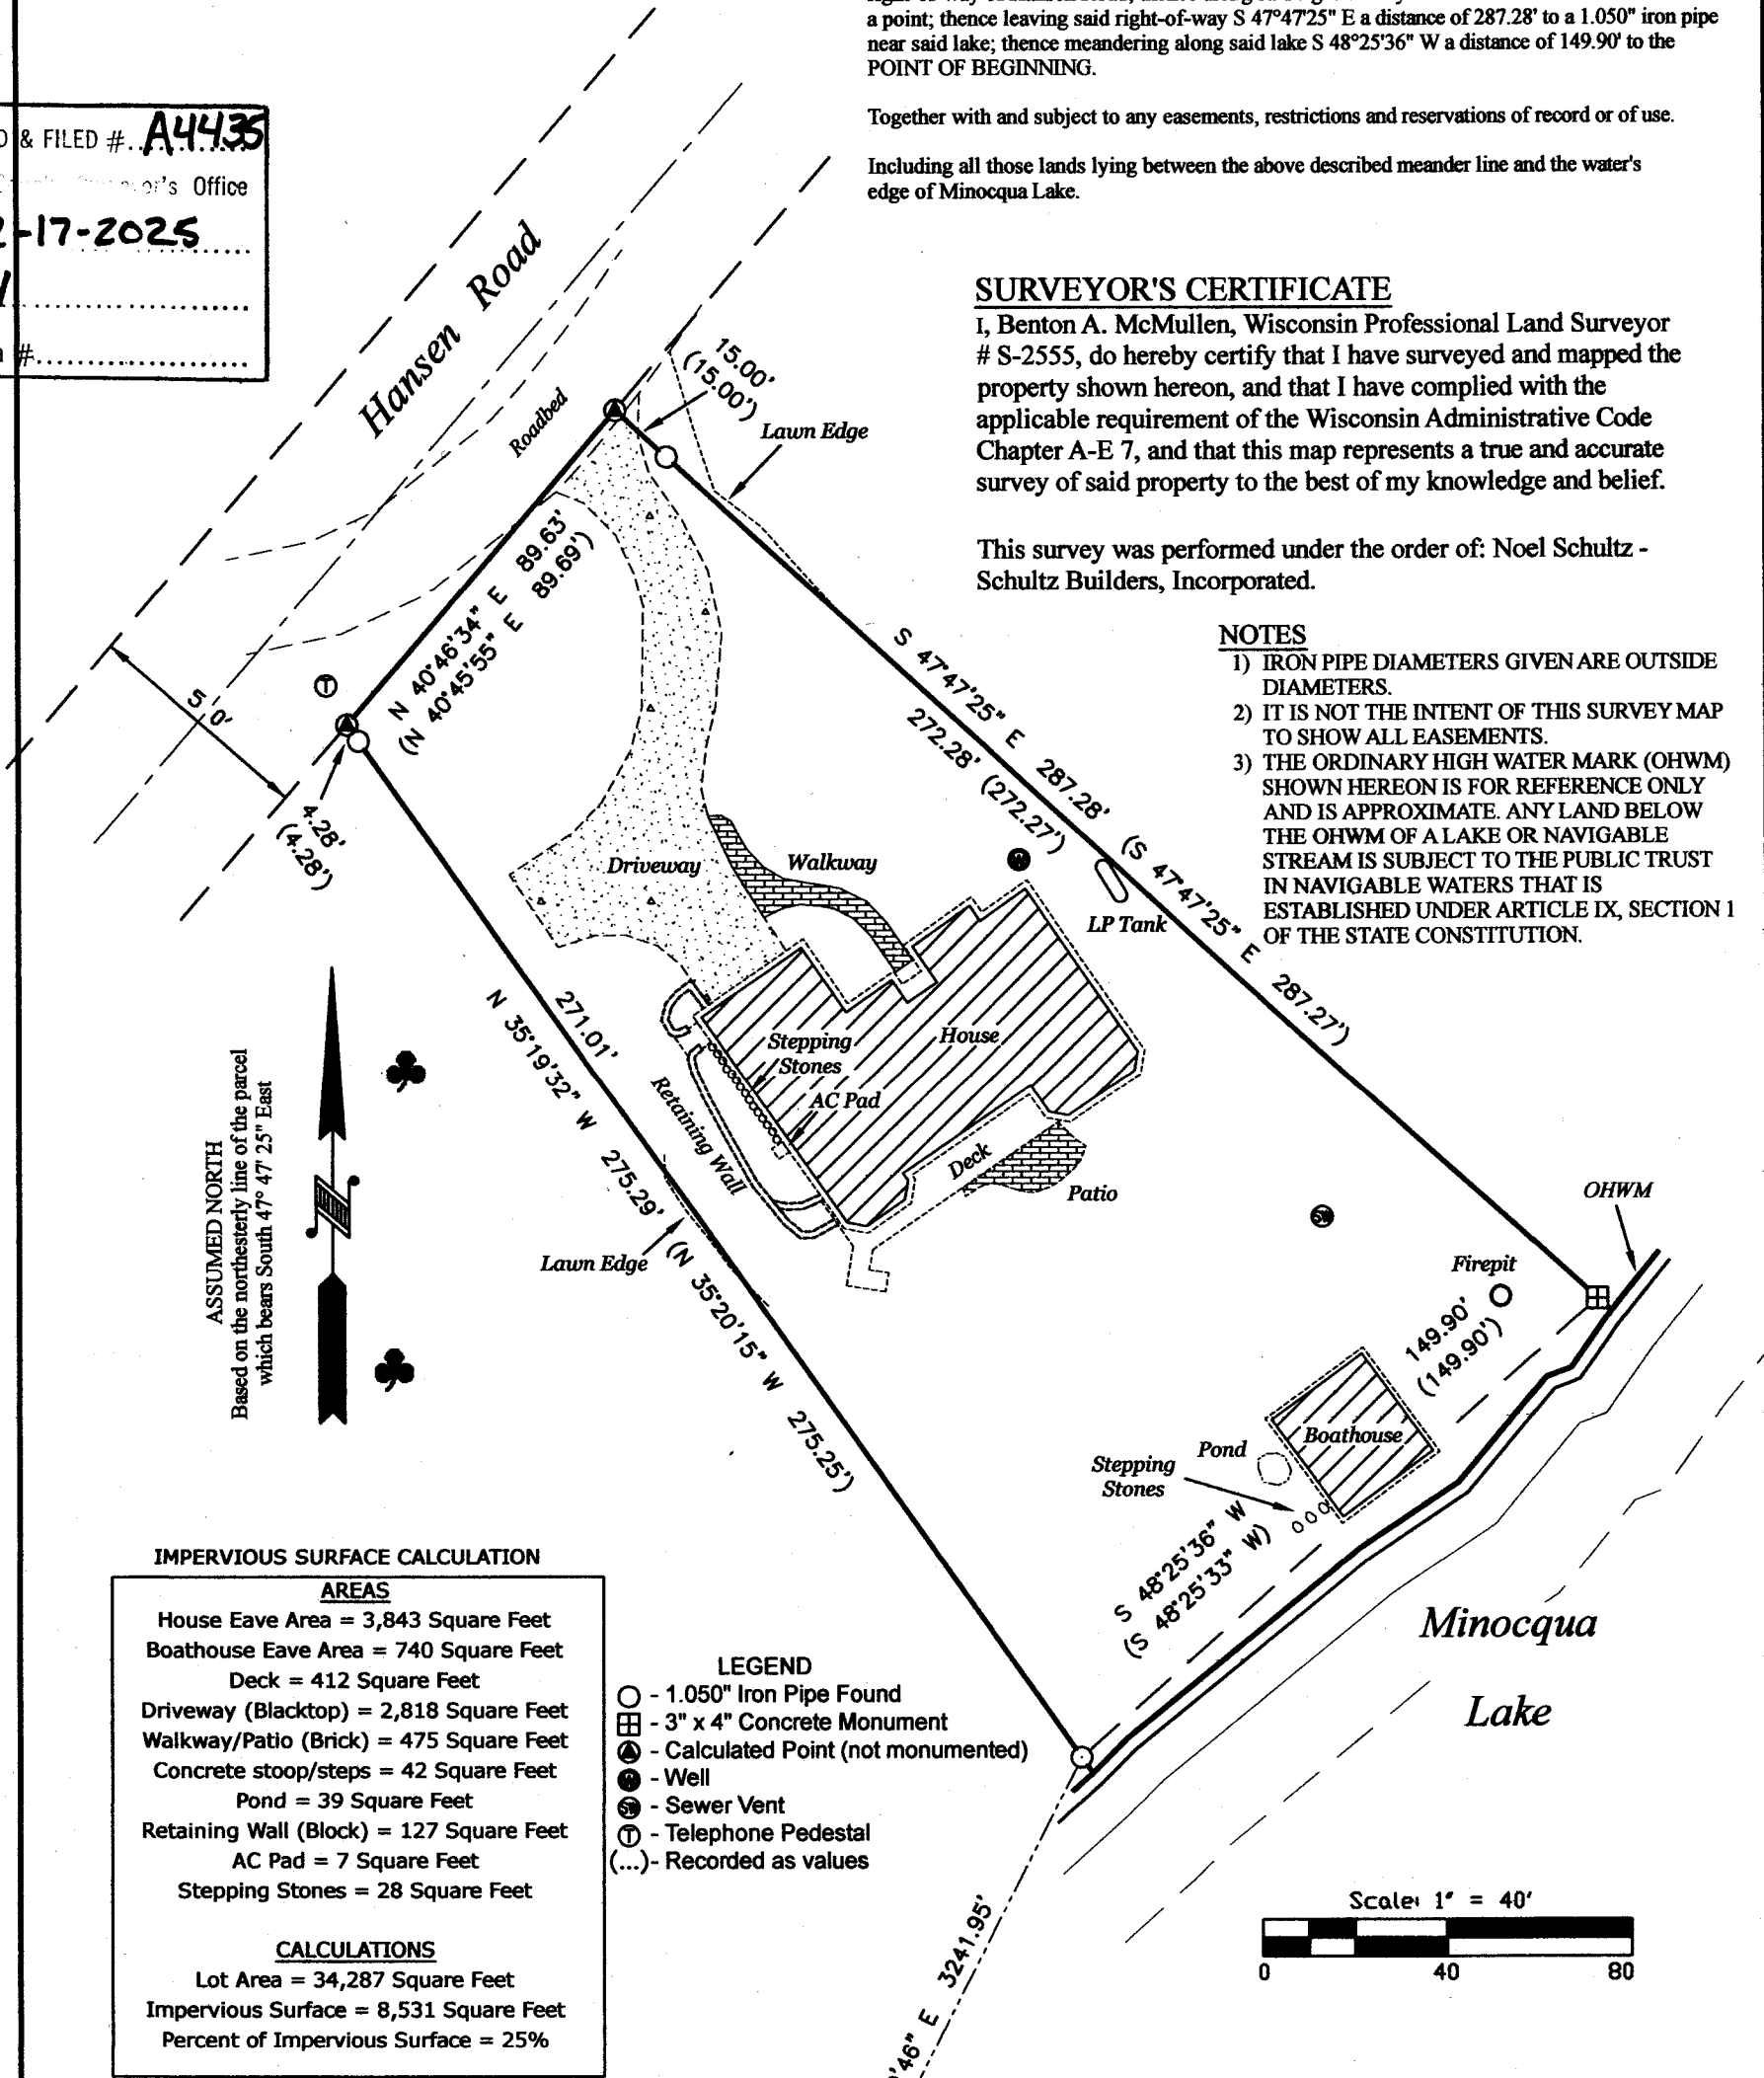 a point; thence leaving said right-of-way S 47°47'25" E a distance of 287.28' to a 1.050" iron pipe
near said lake; thence meandering along said lake S 48°25'36" W a distance of 149.90' to the
POINT OF BEGINNING.
Together with and subject to any easements, restrictions and reservations of record or of use.
Including all those lands lying between the above described meander line and the water's
edge of Minocqua Lake.
& FILED #. A4435
Office
-17-2025
#
SURVEYOR'S CERTIFICATE
I, Benton A. McMullen, Wisconsin Professional Land Surveyor
# S-2555, do hereby certify that I have surveyed and mapped the
property shown hereon, and that I have complied with the
applicable requirement of the Wisconsin Administrative Code
Chapter A-E 7, and that this map represents a true and accurate
survey of said property to the best of my knowledge and belief.
This survey was performed under the order of: Noel Schultz -
Schultz Builders, Incorporated.
NOTES
1) IRON PIPE DIAMETERS GIVEN ARE OUTSIDE
DIAMETERS.
2) IT IS NOT THE INTENT OF THIS SURVEY MAP
TO SHOW ALL EASEMENTS.
3) THE ORDINARY HIGH WATER MARK (OHWM)
SHOWN HEREON IS FOR REFERENCE ONLY
AND IS APPROXIMATE. ANY LAND BELOW
THE OHWM OF A LAKE OR NAVIGABLE
STREAM IS SUBJECT TO THE PUBLIC TRUST
IN NAVIGABLE WATERS THAT IS
ESTABLISHED UNDER ARTICLE IX, SECTION 1
OF THE STATE CONSTITUTION.
Hansen Road
Roadbed
15.00'
(15.00')
Lawn Edge
N 40°46'34" E 89.63'
(N 40°45'55" E 89.69')
T
4.28'
(4.28')
S 47°47'25" E 287.28' (S 47°47'25" E 287.27')
272.28' (272.27')
Driveway
Walkway
W
LP Tank
271.01'
N 35°19'32" W 275.29' (N 35°20'15" W 275.25')
Stepping
Stones
House
AC Pad
Retaining Wall
Deck
Patio
Lawn Edge
SW
OHWM
Firepit
149.90'
(149.90')
Boathouse
Pond
Stepping
Stones
S 48°25'36" W
(S 48°25'33" W)
Minocqua
Lake
ASSUMED NORTH
Based on the northesterly line of the parcel
which bears South 47° 47' 25" East
IMPERVIOUS SURFACE CALCULATION
AREAS
House Eave Area = 3,843 Square Feet
Boathouse Eave Area = 740 Square Feet
Deck = 412 Square Feet
Driveway (Blacktop) = 2,818 Square Feet
Walkway/Patio (Brick) = 475 Square Feet
Concrete stoop/steps = 42 Square Feet
Pond = 39 Square Feet
Retaining Wall (Block) = 127 Square Feet
AC Pad = 7 Square Feet
Stepping Stones = 28 Square Feet
CALCULATIONS
Lot Area = 34,287 Square Feet
Impervious Surface = 8,531 Square Feet
Percent of Impervious Surface = 25%
LEGEND
- 1.050" Iron Pipe Found
- 3" x 4" Concrete Monument
- Calculated Point (not monumented)
W - Well
SW - Sewer Vent
T - Telephone Pedestal
(...)- Recorded as values
46" E 3241.95'
Scale: 1" = 40'
0 40 80